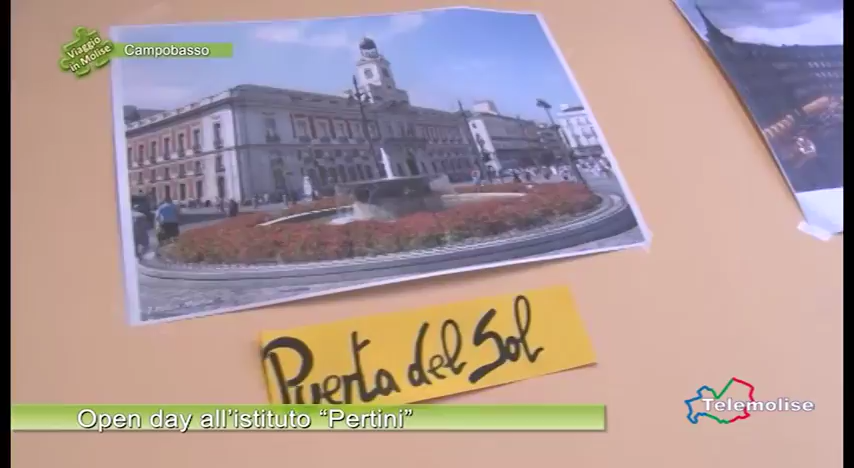 Viaggio
in Molise
Campobasso
Puerta del Sol
Open day all'istituto "Pertini"
Telemolise